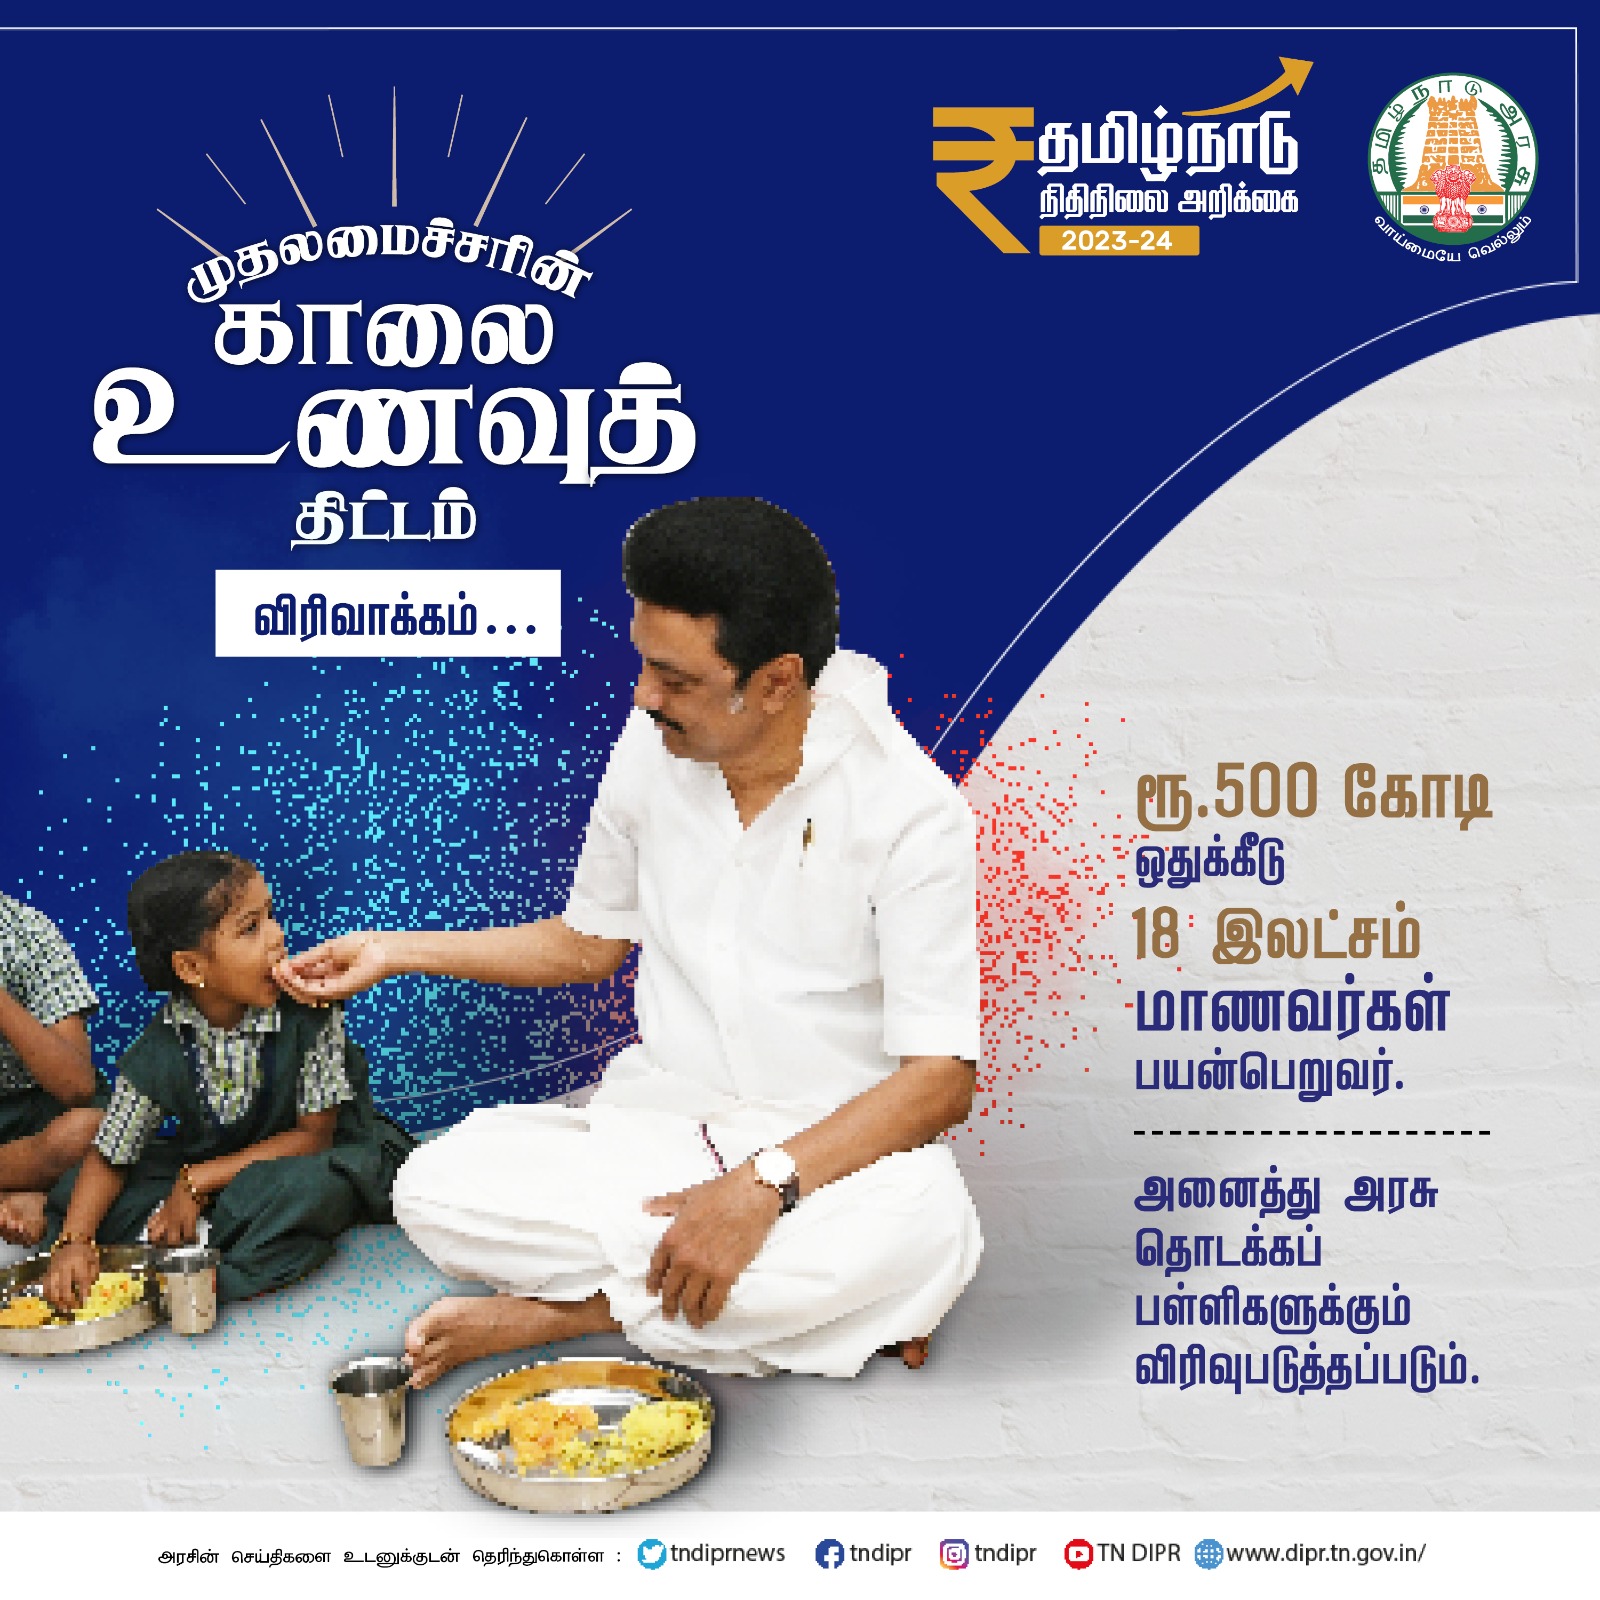 முதலமைச்சரின்
காலை
உணவுத்
திட்டம்
விரிவாக்கம்...
தமிழ்நாடு
நிதிநிலை அறிக்கை
2023-24
தமிழ் நாடு அரசு
வாய்மையே வெல்லும்
ரூ.500 கோடி
ஒதுக்கீடு
18 இலட்சம்
மாணவர்கள்
பயன்பெறுவர்.
அனைத்து அரசு
தொடக்கப்
பள்ளிகளுக்கும்
விரிவுபடுத்தப்படும்.
அரசின் செய்திகளை உடனுக்குடன் தெரிந்துகொள்ள : tndiprnews tndipr tndipr TN DIPR www.dipr.tn.gov.in/